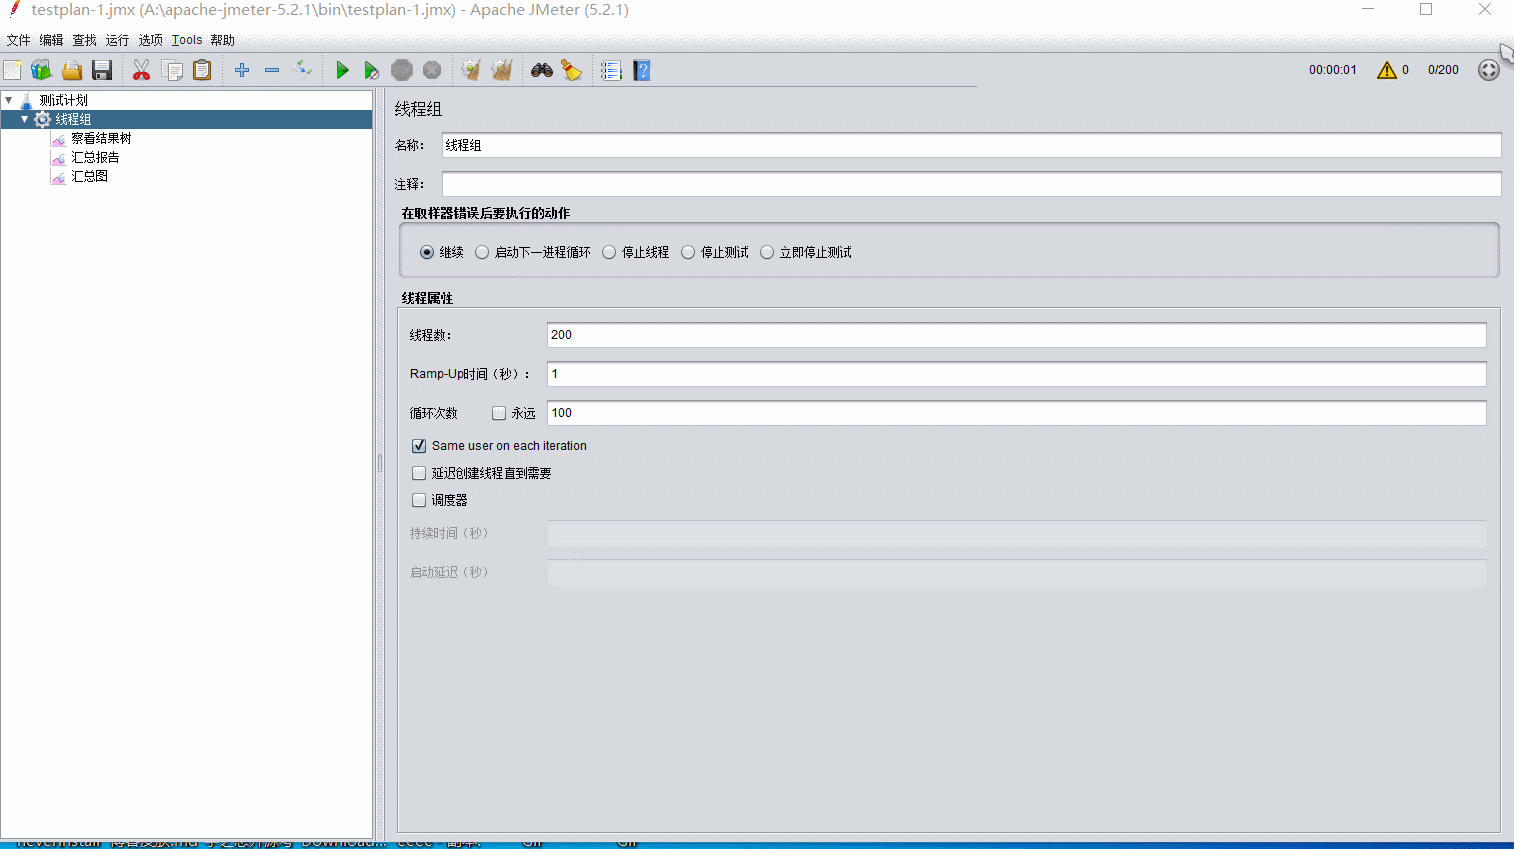 testplan-1.jmx (A:\apache-jmeter-5.2.1\bin\testplan-1.jmx) - Apache JMeter (5.2.1)
文件 编辑 查找 运行 选项 Tools 帮助
00:00:01 0 0/200
测试计划
线程组
察看结果树
汇总报告
汇总图
线程组
名称： 线程组
注释：
在取样器错误后要执行的动作
继续 启动下一进程循环 停止线程 停止测试 立即停止测试
线程属性
线程数： 200
Ramp-Up时间（秒）： 1
循环次数 永远 100
Same user on each iteration
延迟创建线程直到需要
调度器
持续时间（秒）
启动延迟（秒）